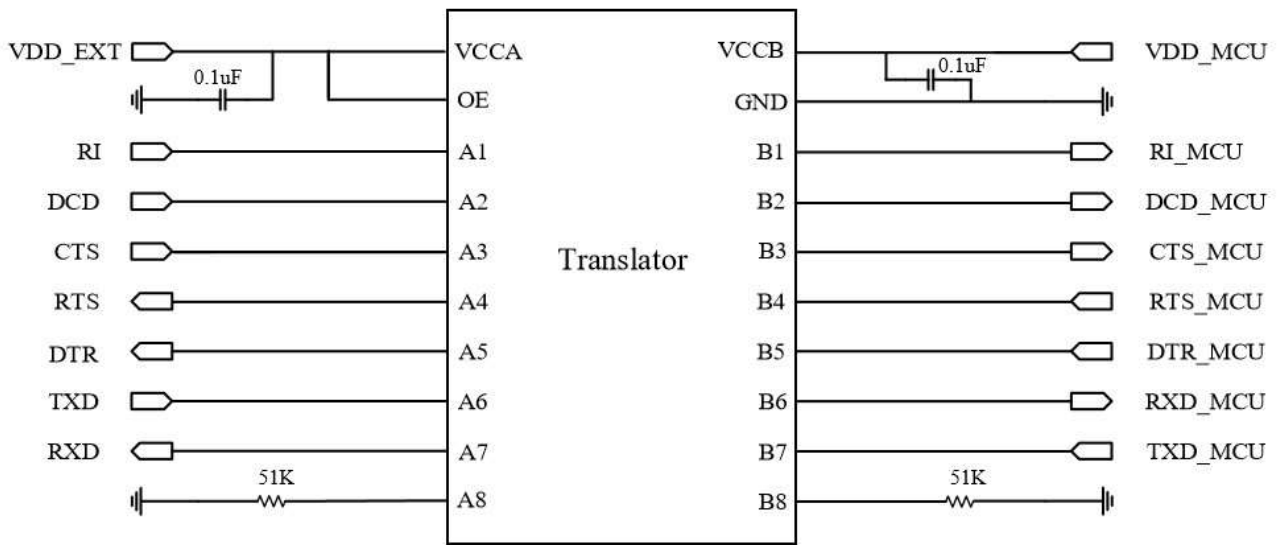 VDD_EXT VCCA VCCB VDD_MCU
0.1uF 0.1uF
OE GND
RI A1 B1 RI_MCU
DCD A2 B2 DCD_MCU
CTS A3 Translator B3 CTS_MCU
RTS A4 B4 RTS_MCU
DTR A5 B5 DTR_MCU
TXD A6 B6 RXD_MCU
RXD A7 B7 TXD_MCU
51K 51K
A8 B8